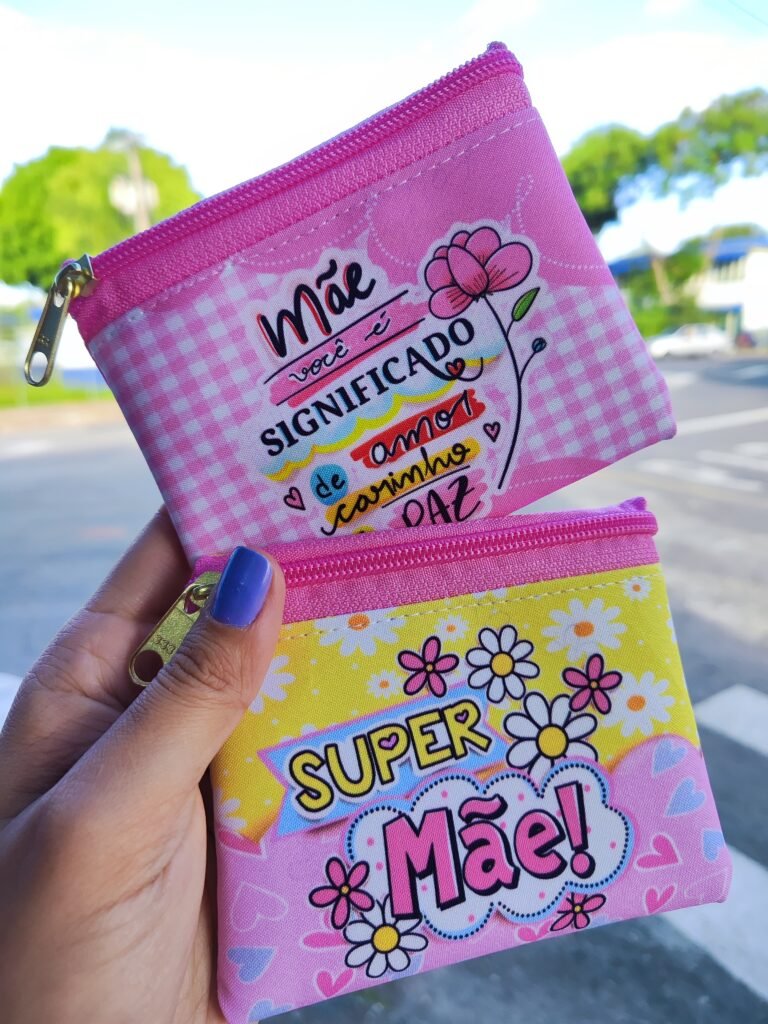 Mãe
você é
SIGNIFICADO
de amor
carinho
PAZ
SUPER
Mãe!